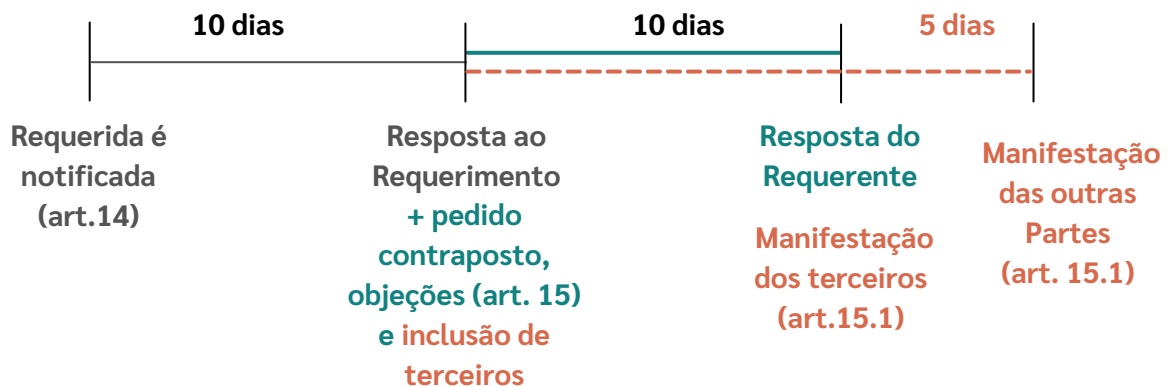 10 dias
10 dias
5 dias
Requerida é
notificada
(art.14)
Resposta ao
Requerimento
+ pedido
contraposto,
objeções (art. 15)
e inclusão de
terceiros
Resposta do
Requerente
Manifestação
dos terceiros
(art.15.1)
Manifestação
das outras
Partes
(art. 15.1)